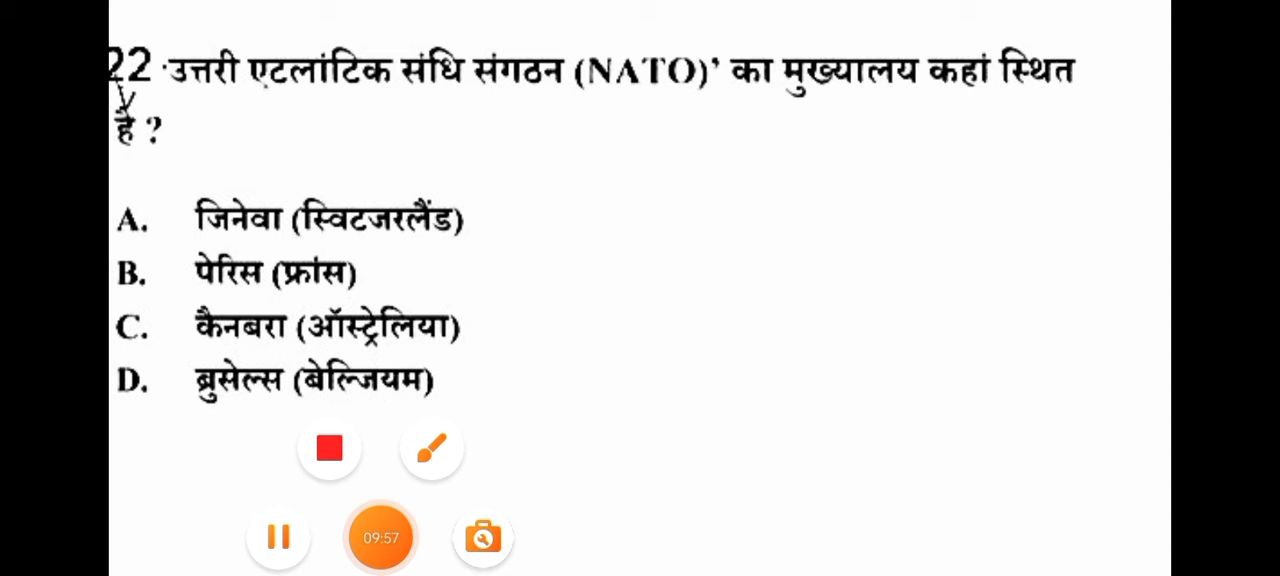 22 'उत्तरी एटलांटिक संधि संगठन (NATO)' का मुख्यालय कहां स्थित
है ?
A. जिनेवा (स्विटजरलैंड)
B. पेरिस (फ्रांस)
C. कैनबरा (ऑस्ट्रेलिया)
D. ब्रुसेल्स (बेल्जियम)
09:57